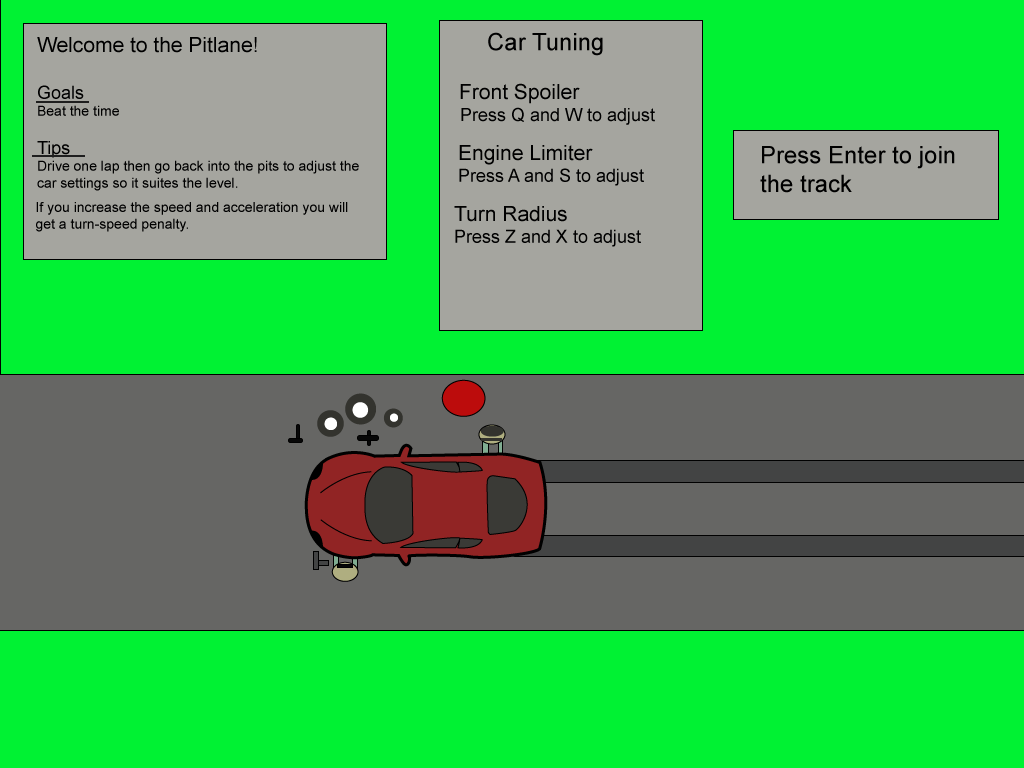 Welcome to the Pitlane!
Goals
Beat the time
Tips
Drive one lap then go back into the pits to adjust the
car settings so it suites the level.
If you increase the speed and acceleration you will
get a turn-speed penalty.
Car Tuning
Front Spoiler
Press Q and W to adjust
Engine Limiter
Press A and S to adjust
Turn Radius
Press Z and X to adjust
Press Enter to join
the track